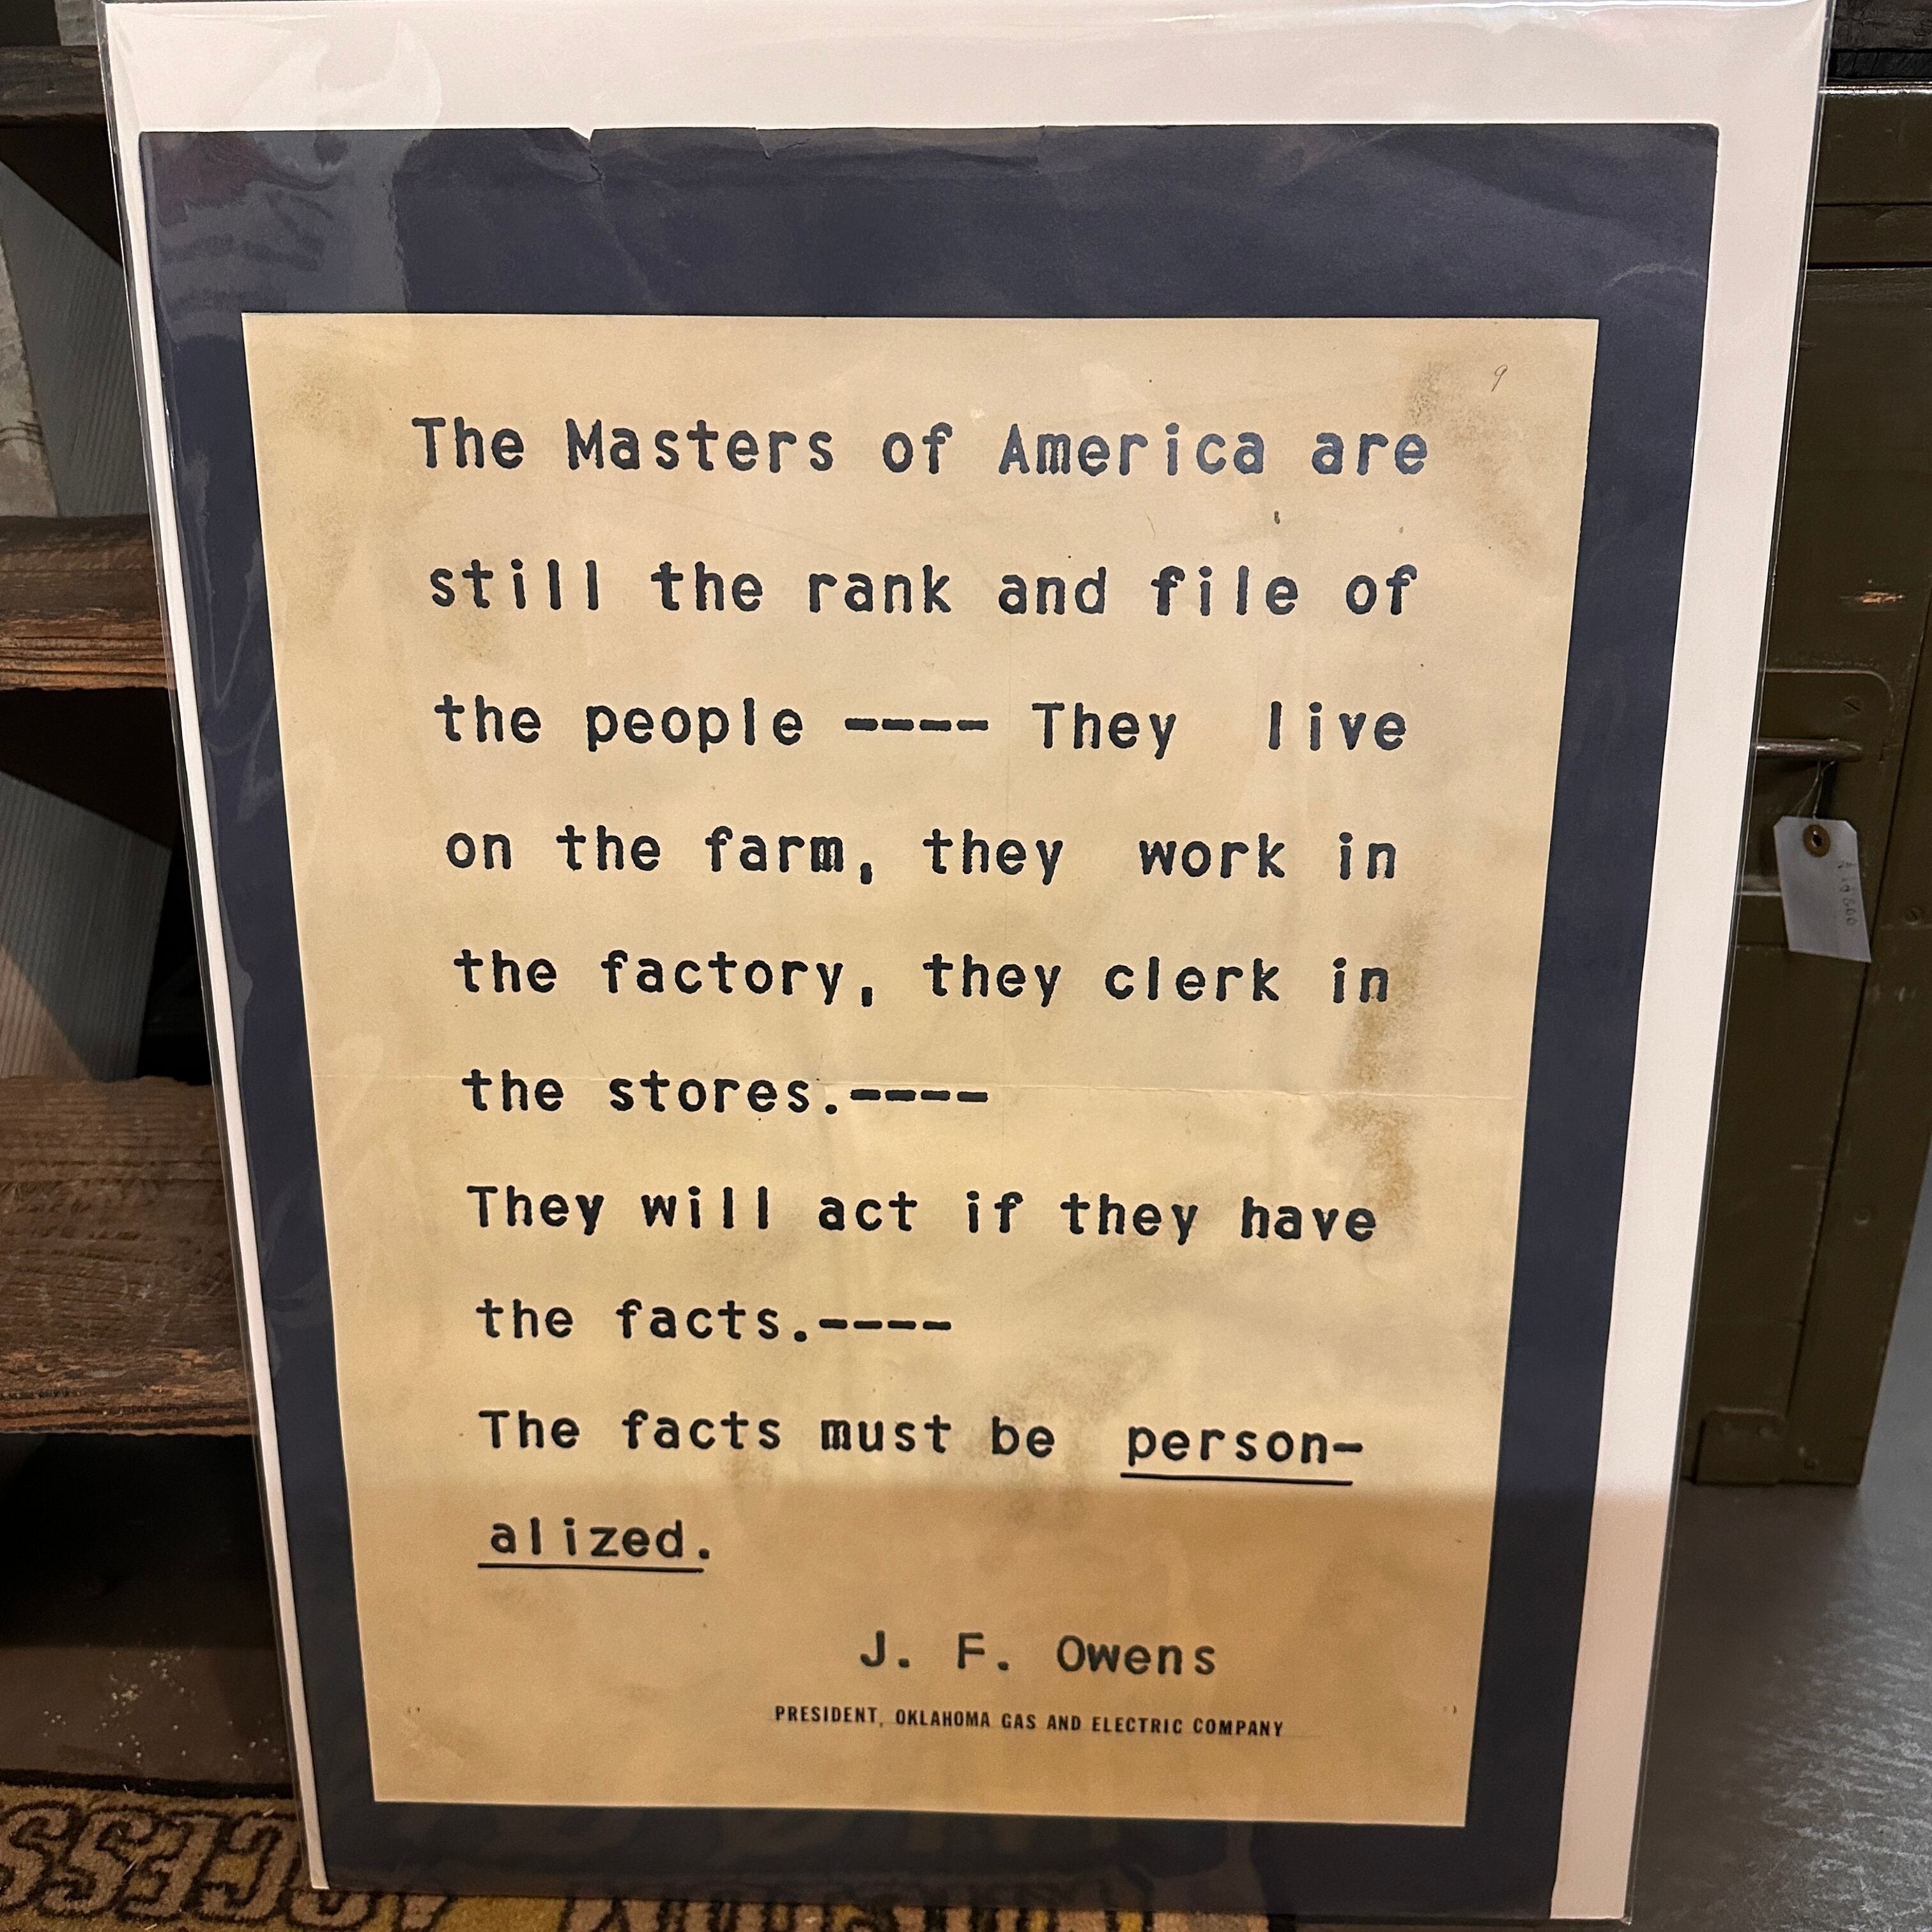 9
The Masters of America are
still the rank and file of
the people ---- They live
on the farm, they work in
the factory, they clerk in
the stores.----
They will act if they have
the facts.----
The facts must be person-
alized.
J. F. Owens
PRESIDENT, OKLAHOMA GAS AND ELECTRIC COMPANY